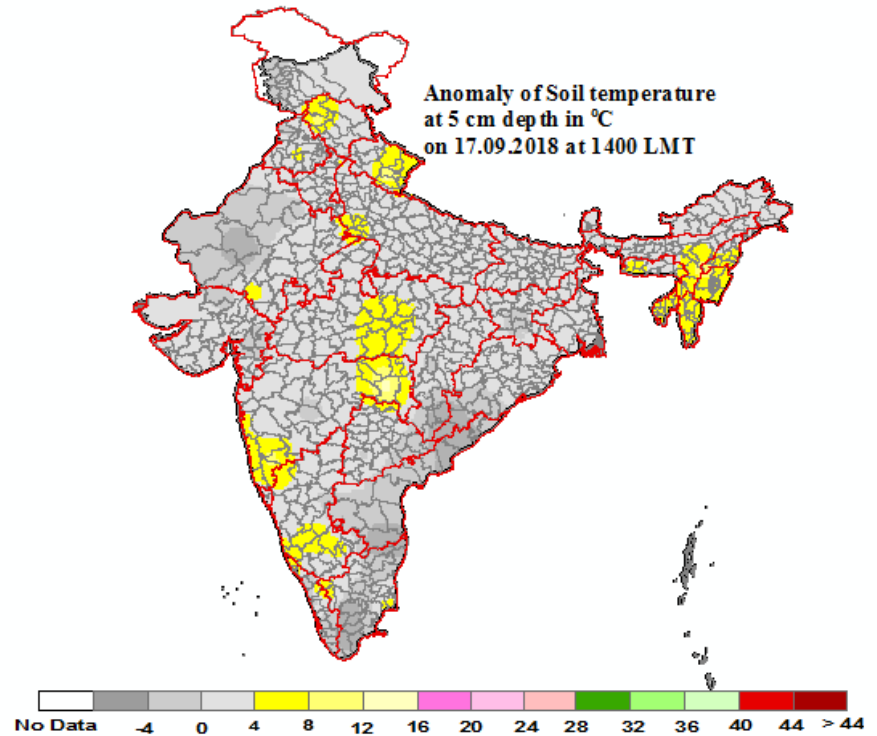 Anomaly of Soil temperature
at 5 cm depth in °C
on 17.09.2018 at 1400 LMT
No Data -4 0 4 8 12 16 20 24 28 32 36 40 44 > 44